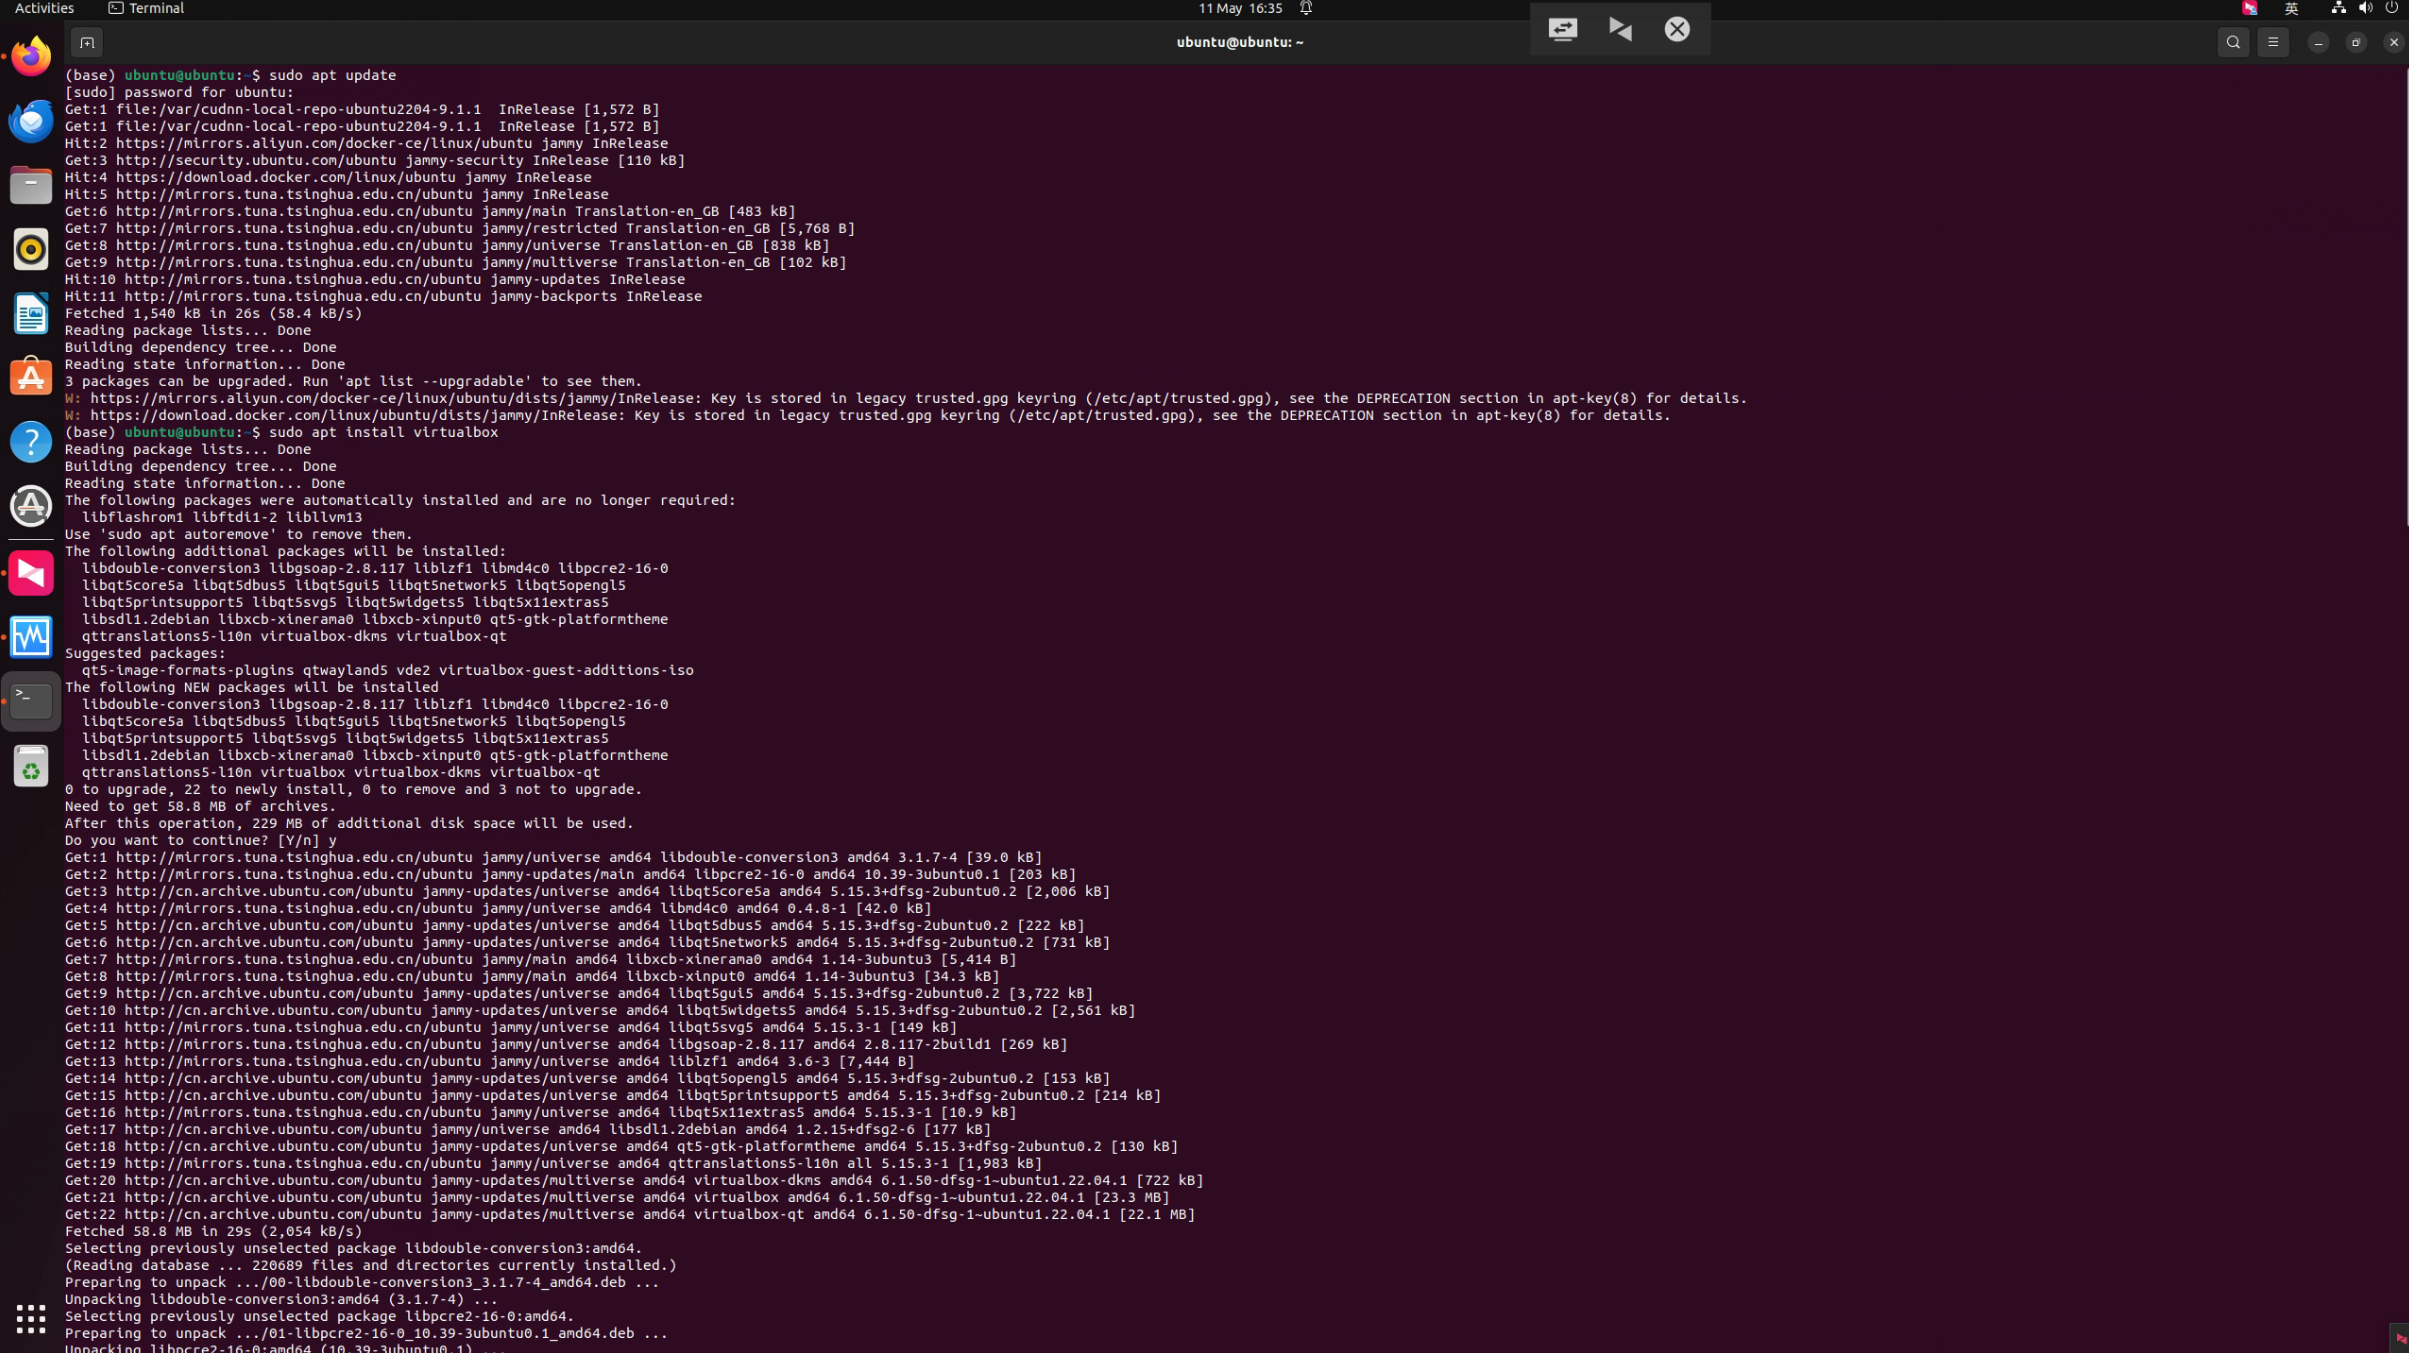 Activities
Terminal
11 May 16:35
英
ubuntu@ubuntu: ~
(base) ubuntu@ubuntu:~$ sudo apt update
[sudo] password for ubuntu:
Get:1 file:/var/cudnn-local-repo-ubuntu2204-9.1.1  InRelease [1,572 B]
Get:1 file:/var/cudnn-local-repo-ubuntu2204-9.1.1  InRelease [1,572 B]
Hit:2 https://mirrors.aliyun.com/docker-ce/linux/ubuntu jammy InRelease
Get:3 http://security.ubuntu.com/ubuntu jammy-security InRelease [110 kB]
Hit:4 https://download.docker.com/linux/ubuntu jammy InRelease
Hit:5 http://mirrors.tuna.tsinghua.edu.cn/ubuntu jammy InRelease
Get:6 http://mirrors.tuna.tsinghua.edu.cn/ubuntu jammy/main Translation-en_GB [483 kB]
Get:7 http://mirrors.tuna.tsinghua.edu.cn/ubuntu jammy/restricted Translation-en_GB [5,768 B]
Get:8 http://mirrors.tuna.tsinghua.edu.cn/ubuntu jammy/universe Translation-en_GB [838 kB]
Get:9 http://mirrors.tuna.tsinghua.edu.cn/ubuntu jammy/multiverse Translation-en_GB [102 kB]
Hit:10 http://mirrors.tuna.tsinghua.edu.cn/ubuntu jammy-updates InRelease
Hit:11 http://mirrors.tuna.tsinghua.edu.cn/ubuntu jammy-backports InRelease
Fetched 1,540 kB in 26s (58.4 kB/s)
Reading package lists... Done
Building dependency tree... Done
Reading state information... Done
3 packages can be upgraded. Run 'apt list --upgradable' to see them.
W: https://mirrors.aliyun.com/docker-ce/linux/ubuntu/dists/jammy/InRelease: Key is stored in legacy trusted.gpg keyring (/etc/apt/trusted.gpg), see the DEPRECATION section in apt-key(8) for details.
W: https://download.docker.com/linux/ubuntu/dists/jammy/InRelease: Key is stored in legacy trusted.gpg keyring (/etc/apt/trusted.gpg), see the DEPRECATION section in apt-key(8) for details.
(base) ubuntu@ubuntu:~$ sudo apt install virtualbox
Reading package lists... Done
Building dependency tree... Done
Reading state information... Done
The following packages were automatically installed and are no longer required:
  libflashrom1 libftdi1-2 libllvm13
Use 'sudo apt autoremove' to remove them.
The following additional packages will be installed:
  libdouble-conversion3 libgsoap-2.8.117 liblzf1 libmd4c0 libpcre2-16-0
  libqt5core5a libqt5dbus5 libqt5gui5 libqt5network5 libqt5opengl5
  libqt5printsupport5 libqt5svg5 libqt5widgets5 libqt5x11extras5
  libsdl1.2debian libxcb-xinerama0 libxcb-xinput0 qt5-gtk-platformtheme
  qttranslations5-l10n virtualbox-dkms virtualbox-qt
Suggested packages:
  qt5-image-formats-plugins qtwayland5 vde2 virtualbox-guest-additions-iso
The following NEW packages will be installed
  libdouble-conversion3 libgsoap-2.8.117 liblzf1 libmd4c0 libpcre2-16-0
  libqt5core5a libqt5dbus5 libqt5gui5 libqt5network5 libqt5opengl5
  libqt5printsupport5 libqt5svg5 libqt5widgets5 libqt5x11extras5
  libsdl1.2debian libxcb-xinerama0 libxcb-xinput0 qt5-gtk-platformtheme
  qttranslations5-l10n virtualbox virtualbox-dkms virtualbox-qt
0 to upgrade, 22 to newly install, 0 to remove and 3 not to upgrade.
Need to get 58.8 MB of archives.
After this operation, 229 MB of additional disk space will be used.
Do you want to continue? [Y/n] y
Get:1 http://mirrors.tuna.tsinghua.edu.cn/ubuntu jammy/universe amd64 libdouble-conversion3 amd64 3.1.7-4 [39.0 kB]
Get:2 http://mirrors.tuna.tsinghua.edu.cn/ubuntu jammy-updates/main amd64 libpcre2-16-0 amd64 10.39-3ubuntu0.1 [203 kB]
Get:3 http://cn.archive.ubuntu.com/ubuntu jammy-updates/universe amd64 libqt5core5a amd64 5.15.3+dfsg-2ubuntu0.2 [2,006 kB]
Get:4 http://mirrors.tuna.tsinghua.edu.cn/ubuntu jammy/universe amd64 libmd4c0 amd64 0.4.8-1 [42.0 kB]
Get:5 http://cn.archive.ubuntu.com/ubuntu jammy-updates/universe amd64 libqt5dbus5 amd64 5.15.3+dfsg-2ubuntu0.2 [222 kB]
Get:6 http://cn.archive.ubuntu.com/ubuntu jammy-updates/universe amd64 libqt5network5 amd64 5.15.3+dfsg-2ubuntu0.2 [731 kB]
Get:7 http://mirrors.tuna.tsinghua.edu.cn/ubuntu jammy/main amd64 libxcb-xinerama0 amd64 1.14-3ubuntu3 [5,414 B]
Get:8 http://mirrors.tuna.tsinghua.edu.cn/ubuntu jammy/main amd64 libxcb-xinput0 amd64 1.14-3ubuntu3 [34.3 kB]
Get:9 http://cn.archive.ubuntu.com/ubuntu jammy-updates/universe amd64 libqt5gui5 amd64 5.15.3+dfsg-2ubuntu0.2 [3,722 kB]
Get:10 http://cn.archive.ubuntu.com/ubuntu jammy-updates/universe amd64 libqt5widgets5 amd64 5.15.3+dfsg-2ubuntu0.2 [2,561 kB]
Get:11 http://mirrors.tuna.tsinghua.edu.cn/ubuntu jammy/universe amd64 libqt5svg5 amd64 5.15.3-1 [149 kB]
Get:12 http://mirrors.tuna.tsinghua.edu.cn/ubuntu jammy/universe amd64 libgsoap-2.8.117 amd64 2.8.117-2build1 [269 kB]
Get:13 http://mirrors.tuna.tsinghua.edu.cn/ubuntu jammy/universe amd64 liblzf1 amd64 3.6-3 [7,444 B]
Get:14 http://cn.archive.ubuntu.com/ubuntu jammy-updates/universe amd64 libqt5opengl5 amd64 5.15.3+dfsg-2ubuntu0.2 [153 kB]
Get:15 http://cn.archive.ubuntu.com/ubuntu jammy-updates/universe amd64 libqt5printsupport5 amd64 5.15.3+dfsg-2ubuntu0.2 [214 kB]
Get:16 http://mirrors.tuna.tsinghua.edu.cn/ubuntu jammy/universe amd64 libqt5x11extras5 amd64 5.15.3-1 [10.9 kB]
Get:17 http://cn.archive.ubuntu.com/ubuntu jammy/universe amd64 libsdl1.2debian amd64 1.2.15+dfsg2-6 [177 kB]
Get:18 http://cn.archive.ubuntu.com/ubuntu jammy-updates/universe amd64 qt5-gtk-platformtheme amd64 5.15.3+dfsg-2ubuntu0.2 [130 kB]
Get:19 http://mirrors.tuna.tsinghua.edu.cn/ubuntu jammy/universe amd64 qttranslations5-l10n all 5.15.3-1 [1,983 kB]
Get:20 http://cn.archive.ubuntu.com/ubuntu jammy-updates/multiverse amd64 virtualbox-dkms amd64 6.1.50-dfsg-1~ubuntu1.22.04.1 [722 kB]
Get:21 http://cn.archive.ubuntu.com/ubuntu jammy-updates/multiverse amd64 virtualbox amd64 6.1.50-dfsg-1~ubuntu1.22.04.1 [23.3 MB]
Get:22 http://cn.archive.ubuntu.com/ubuntu jammy-updates/multiverse amd64 virtualbox-qt amd64 6.1.50-dfsg-1~ubuntu1.22.04.1 [22.1 MB]
Fetched 58.8 MB in 29s (2,054 kB/s)
Selecting previously unselected package libdouble-conversion3:amd64.
(Reading database ... 220689 files and directories currently installed.)
Preparing to unpack .../00-libdouble-conversion3_3.1.7-4_amd64.deb ...
Unpacking libdouble-conversion3:amd64 (3.1.7-4) ...
Selecting previously unselected package libpcre2-16-0:amd64.
Preparing to unpack .../01-libpcre2-16-0_10.39-3ubuntu0.1_amd64.deb ...
Unpacking libpcre2-16-0:amd64 (10.39-3ubuntu0.1) ...